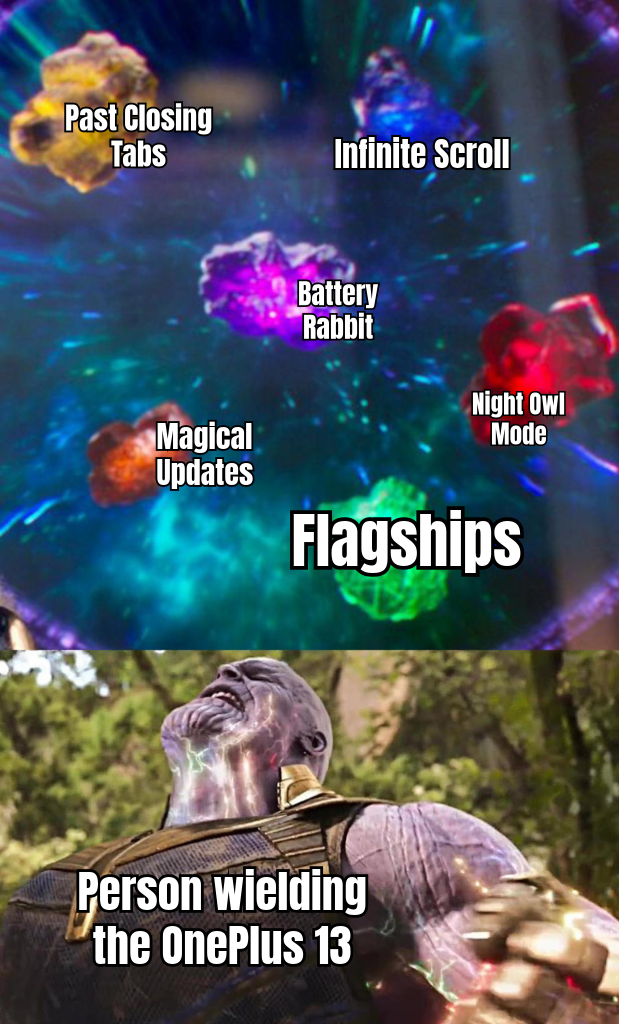 Past Closing
Tabs
Infinite Scroll
Battery
Rabbit
Night Owl
Mode
Magical
Updates
Flagships
Person wielding
the OnePlus 13